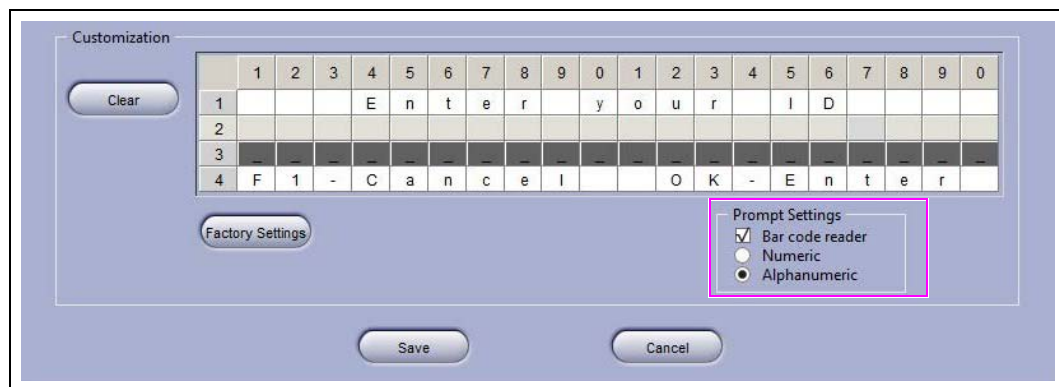 Customization
Clear
1 2 3 4 5 6 7 8 9 0 1 2 3 4 5 6 7 8 9 0
1 E n t e r y o u r I D
2
3 _ _ _ _ _ _ _ _ _ _ _ _ _ _ _ _ _ _ _ _
4 F 1 - C a n c e l O K - E n t e r
Factory Settings
Prompt Settings
Bar code reader
Numeric
Alphanumeric
Save Cancel